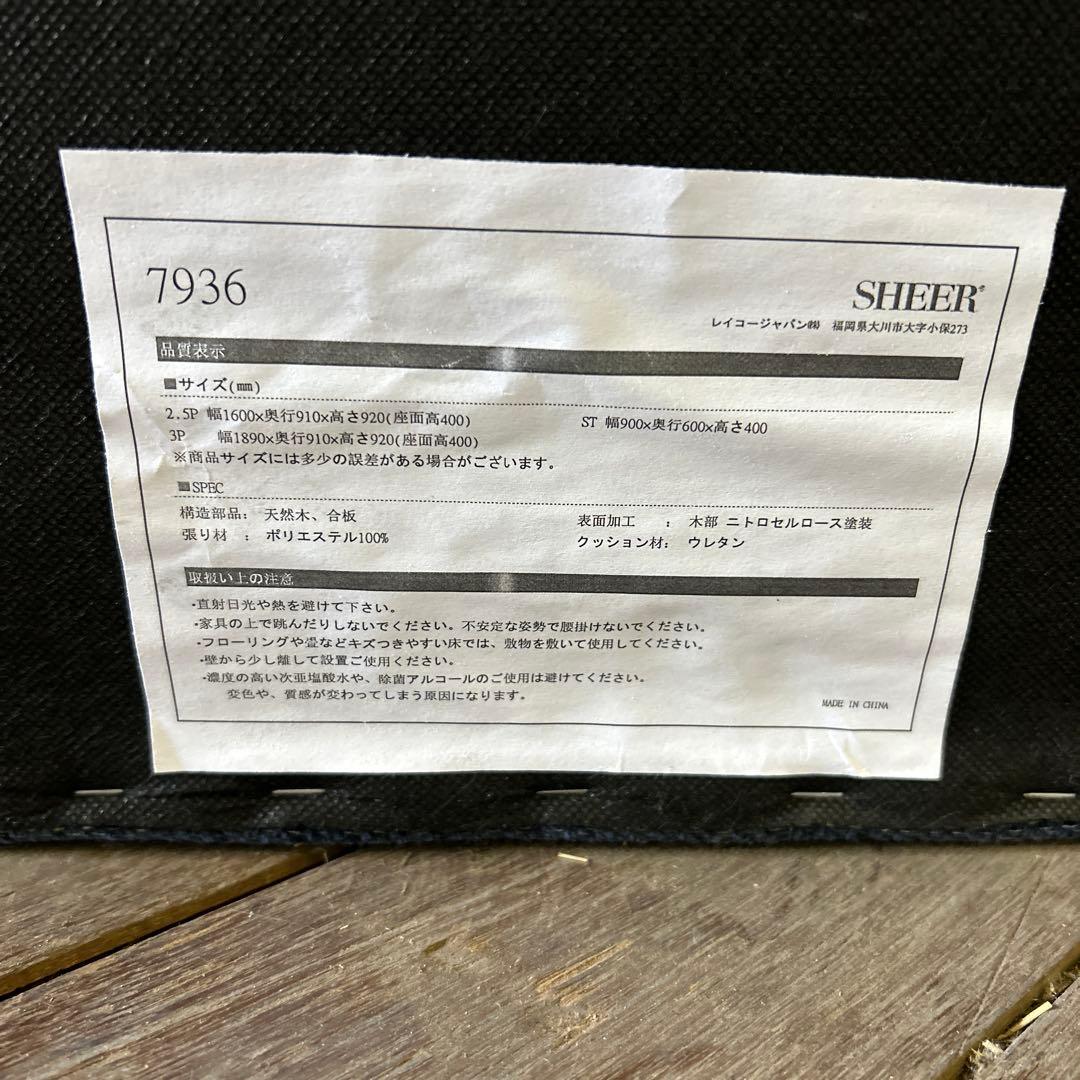 7936
SHEER®
レイコージャパン㈱ 福岡県大川市大字小保273
品質表示
■サイズ(㎜)
2.5P 幅1600×奥行910×高さ920(座面高400)
ST 幅900×奥行600×高さ400
3P 幅1890×奥行910×高さ920(座面高400)
※商品サイズには多少の誤差がある場合がございます。
■SPEC
構造部品: 天然木、合板
表面加工 : 木部 ニトロセルロース塗装
張り材 : ポリエステル100%
クッション材: ウレタン
取扱い上の注意
・直射日光や熱を避けて下さい。
・家具の上で跳んだりしないでください。不安定な姿勢で腰掛けないでください。
・フローリングや畳などキズつきやすい床では、敷物を敷いて使用してください。
・壁から少し離して設置ご使用ください。
・濃度の高い次亜塩酸水や、除菌アルコールのご使用は避けてください。
変色や、質感が変わってしまう原因になります。
MADE IN CHINA